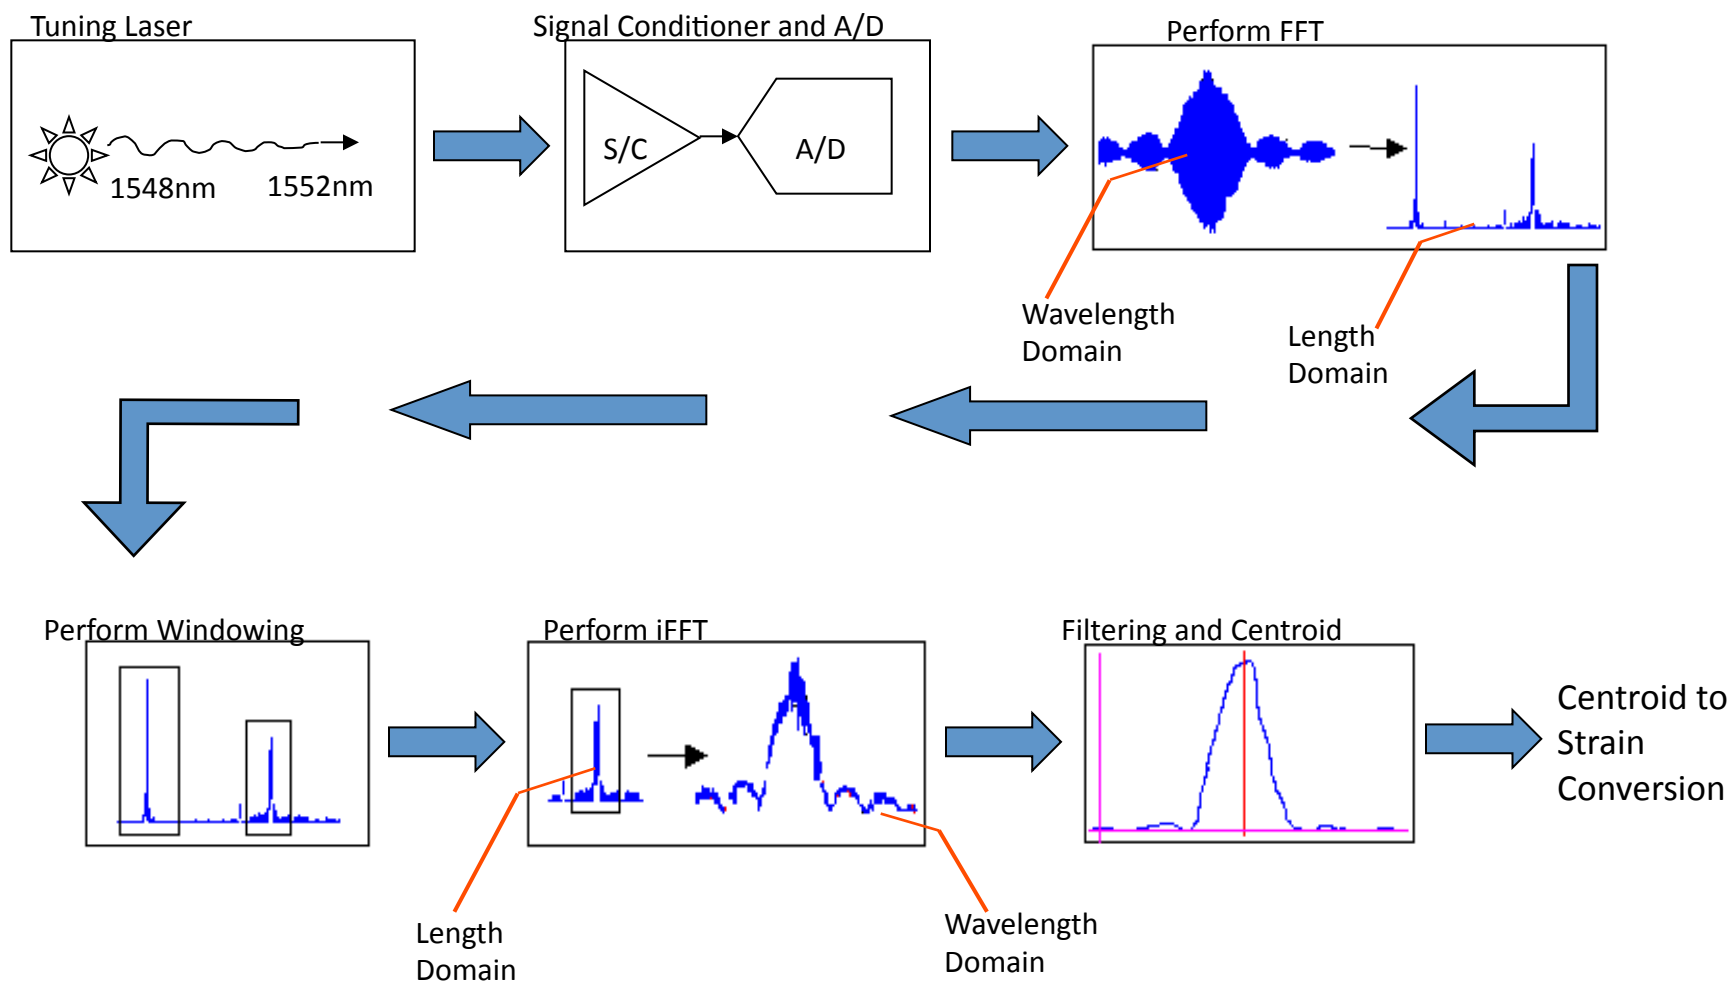 Tuning Laser
1548nm
1552nm
Signal Conditioner and A/D
S/C
A/D
Perform FFT
Wavelength
Domain
Length
Domain
Perform Windowing
Perform iFFT
Length
Domain
Wavelength
Domain
Filtering and Centroid
Centroid to
Strain
Conversion